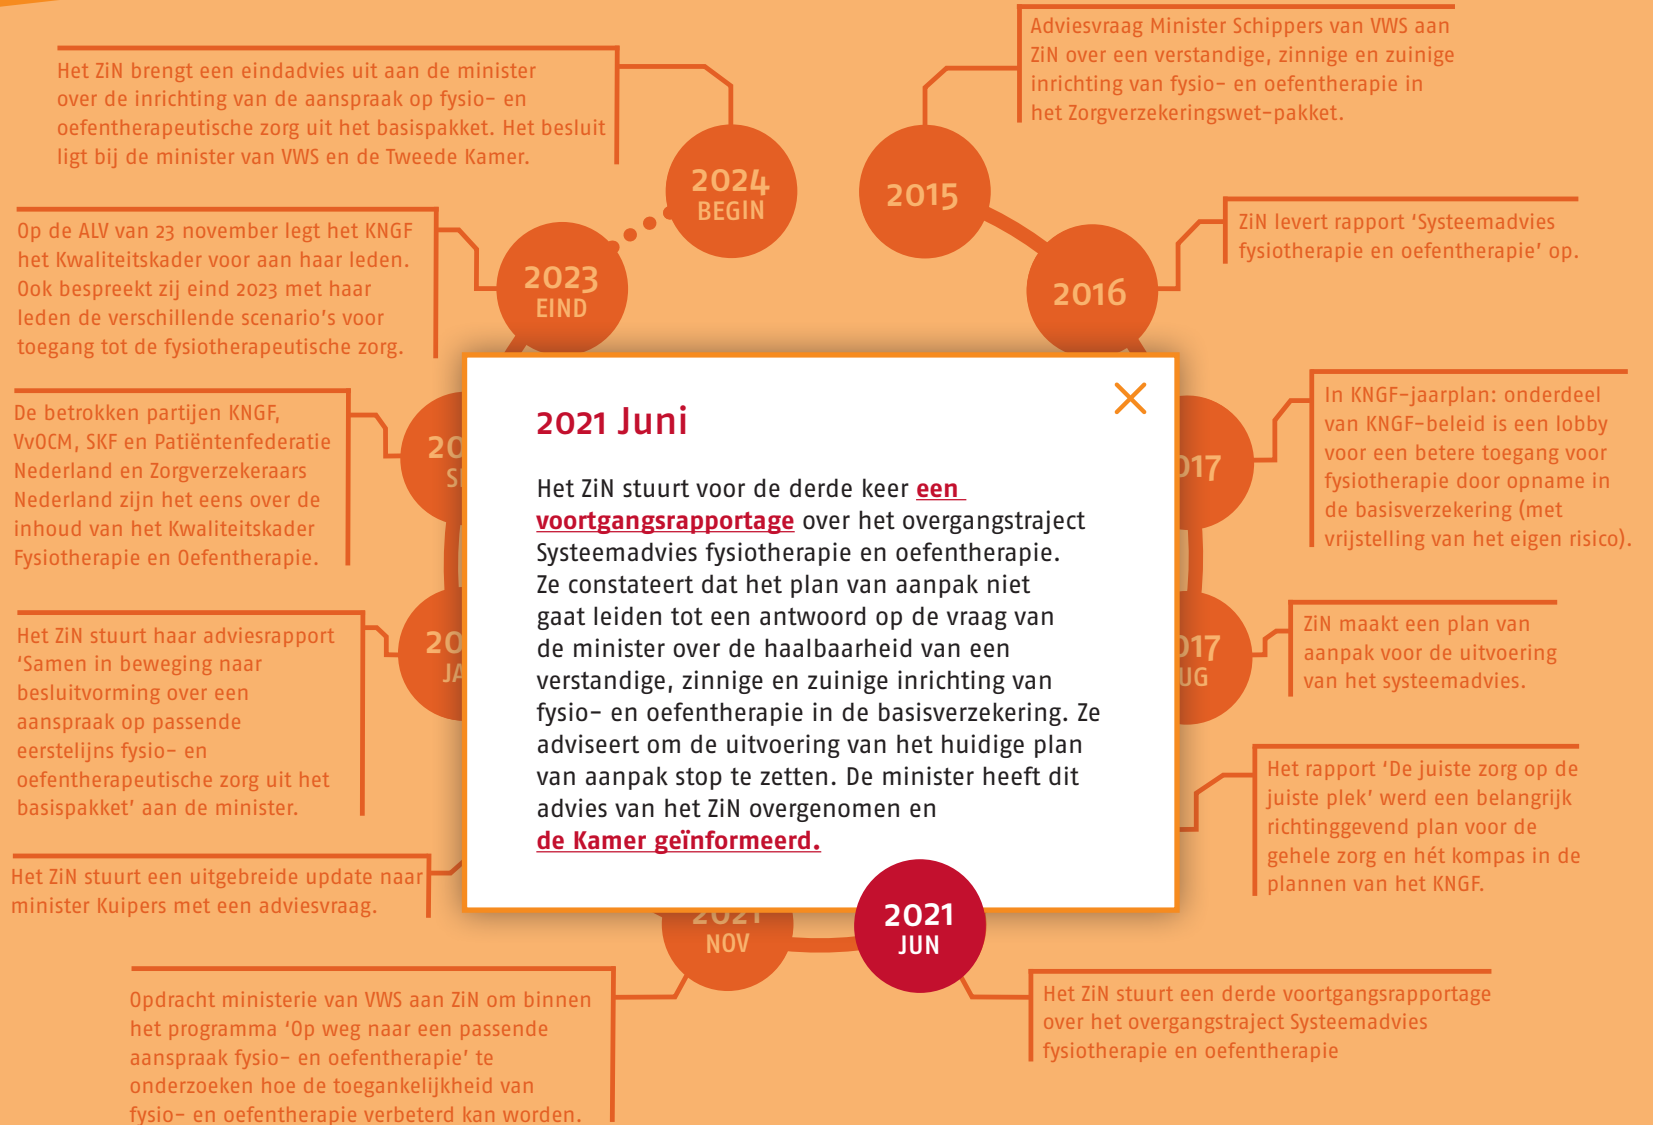 Het ZiN brengt een eindadvies uit aan de minister
over de inrichting van de aanspraak op fysio- en
oefentherapeutische zorg uit het basispakket. Het besluit
ligt bij de minister van VWS en de Tweede Kamer.
2024
BEGIN
Adviesvraag Minister Schippers van VWS aan
ZiN over een verstandige, zinnige en zuinige
inrichting van fysio- en oefentherapie in
het Zorgverzekeringswet-pakket.
2015
Op de ALV van 23 november legt het KNGF
het Kwaliteitskader voor aan haar leden.
Ook bespreekt zij eind 2023 met haar
leden de verschillende scenario's voor
toegang tot de fysiotherapeutische zorg.
2023
EIND
ZiN levert rapport ‘Systeemadvies
fysiotherapie en oefentherapie’ op.
2016
De betrokken partijen KNGF,
VvOCM, SKF en Patiëntenfederatie
Nederland en Zorgverzekeraars
Nederland zijn het eens over de
inhoud van het Kwaliteitskader
Fysiotherapie en Oefentherapie.
20
In KNGF-jaarplan: onderdeel
van KNGF-beleid is een lobby
voor een betere toegang voor
fysiotherapie door opname in
de basisverzekering (met
vrijstelling van het eigen risico).
17
2021 Juni
Het ZiN stuurt voor de derde keer een
voortgangsrapportage over het overgangstraject
Systeemadvies fysiotherapie en oefentherapie.
Ze constateert dat het plan van aanpak niet
gaat leiden tot een antwoord op de vraag van
de minister over de haalbaarheid van een
verstandige, zinnige en zuinige inrichting van
fysio- en oefentherapie in de basisverzekering. Ze
adviseert om de uitvoering van het huidige plan
van aanpak stop te zetten. De minister heeft dit
advies van het ZiN overgenomen en
de Kamer geïnformeerd.
Het ZiN stuurt haar adviesrapport
‘Samen in beweging naar
besluitvorming over een
aanspraak op passende
eerstelijns fysio- en
oefentherapeutische zorg uit het
basispakket’ aan de minister.
20
JA
ZiN maakt een plan van
aanpak voor de uitvoering
van het systeemadvies.
17
UG
Het rapport ‘De juiste zorg op de
juiste plek’ werd een belangrijk
richtinggevend plan voor de
gehele zorg en hét kompas in de
plannen van het KNGF.
Het ZiN stuurt een uitgebreide update naar
minister Kuipers met een adviesvraag.
2021
NOV
2021
JUN
Opdracht ministerie van VWS aan ZiN om binnen
het programma ‘Op weg naar een passende
aanspraak fysio- en oefentherapie’ te
onderzoeken hoe de toegankelijkheid van
fysio- en oefentherapie verbeterd kan worden.
Het ZiN stuurt een derde voortgangsrapportage
over het overgangstraject Systeemadvies
fysiotherapie en oefentherapie